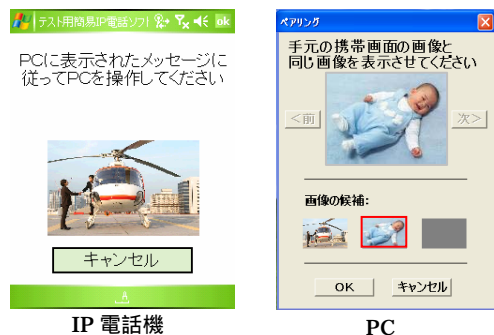 テスト用簡易IP電話ソフト ok
PCに表示されたメッセージに
従ってPCを操作してください
キャンセル
IP 電話機
ペアリング
手元の携帯画面の画像と
同じ画像を表示させてください
<前
次>
画像の候補:
OK
キャンセル
PC